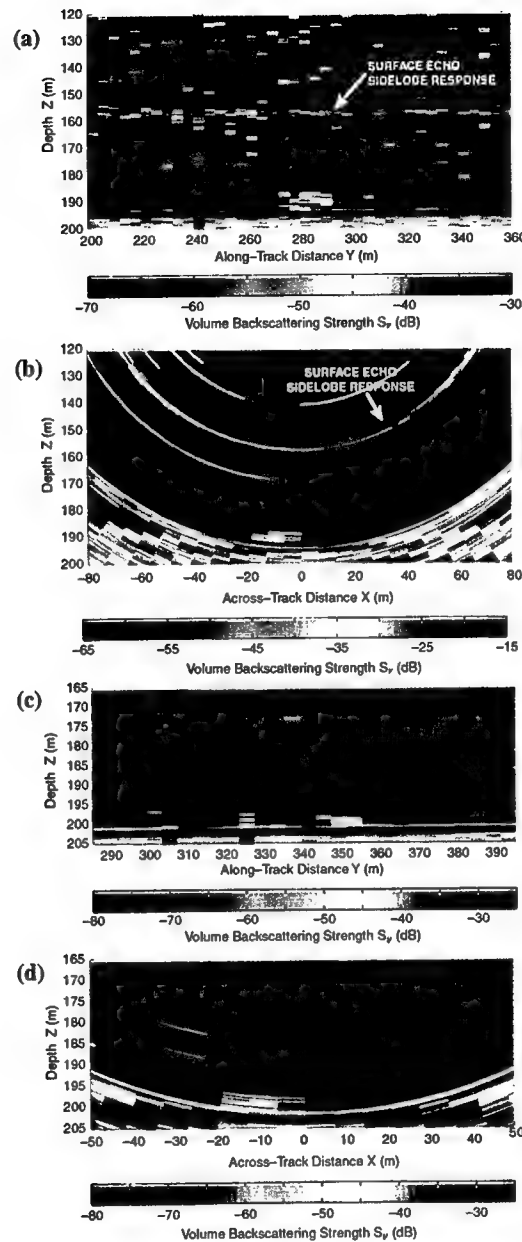 (a)
120
130
140
150
160
170
180
190
200
Depth Z (m)
SURFACE ECHO
SIDELOBE RESPONSE
200 220 240 260 280 300 320 340 360
Along-Track Distance Y (m)
-70 -60 -50 -40 -30
Volume Backscattering Strength Sv (dB)
(b)
120
130
140
150
160
170
180
190
200
Depth Z (m)
SURFACE ECHO
SIDELOBE RESPONSE
-80 -60 -40 -20 0 20 40 60 80
Across-Track Distance X (m)
-65 -55 -45 -35 -25 -15
Volume Backscattering Strength Sv (dB)
(c)
165
170
175
180
185
190
195
200
205
Depth Z (m)
290 300 310 320 330 340 350 360 370 380 390
Along-Track Distance Y (m)
-80 -70 -60 -50 -40 -30
Volume Backscattering Strength Sv (dB)
(d)
165
170
175
180
185
190
195
200
205
Depth Z (m)
-50 -40 -30 -20 -10 0 10 20 30 40 50
Across-Track Distance X (m)
-80 -70 -60 -50 -40 -30
Volume Backscattering Strength Sv (dB)